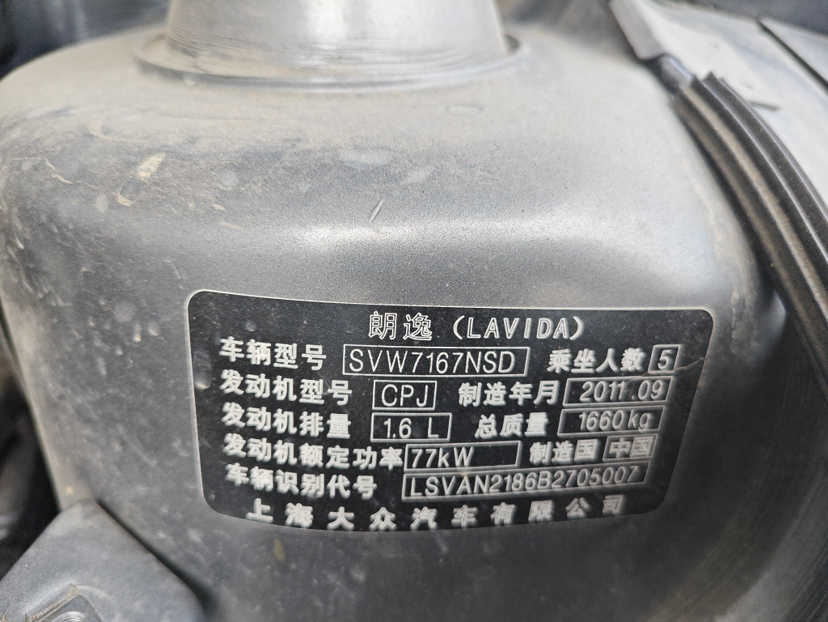 朗逸 (LAVIDA)
车辆型号 SVW7167NSD 乘坐人数 5
发动机型号 CPJ 制造年月 2011.09
发动机排量 1.6 L 总质量 1660kg
发动机额定功率 77kW 制造国 中国
车辆识别代号 LSVAN2186B2705007
上海大众汽车有限公司